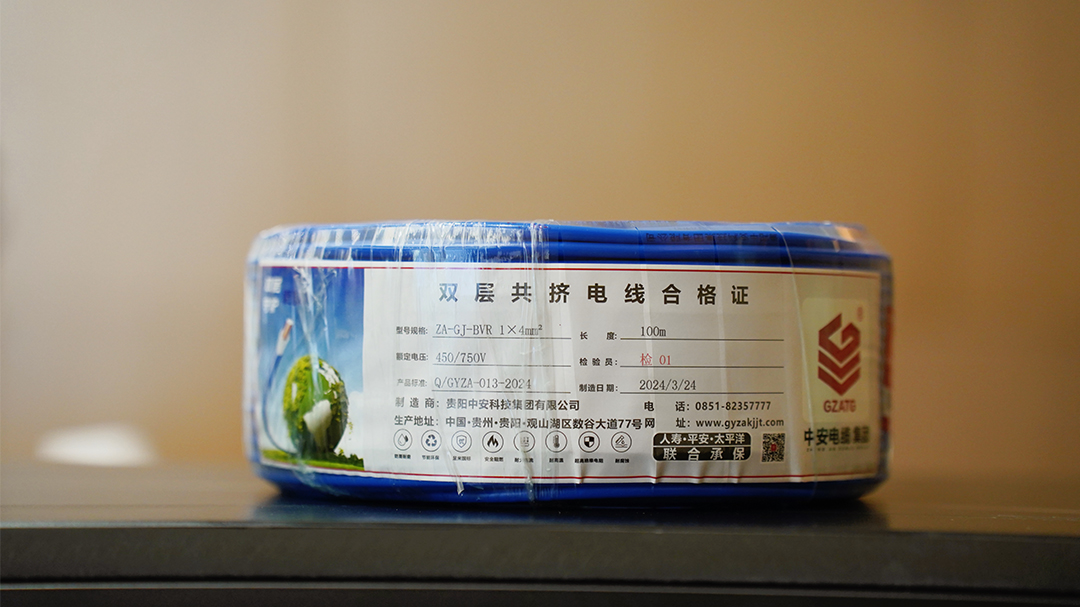 双层共挤电线合格证
型号规格: ZA-GJ-BVR 1×4mm² 长 度: 100m
额定电压: 450/750V 检 验 员: 检 01
产品标准: Q/GYZA-013-2024 制造日期: 2024/3/24
制 造 商: 贵阳中安科技集团有限公司 电 话: 0851-82357777
生产地址: 中国·贵州·贵阳·观山湖区数谷大道77号 网 址: www.gyzakjjt.com
人寿·平安·太平洋
联合承保
GZATG
中安电缆集团